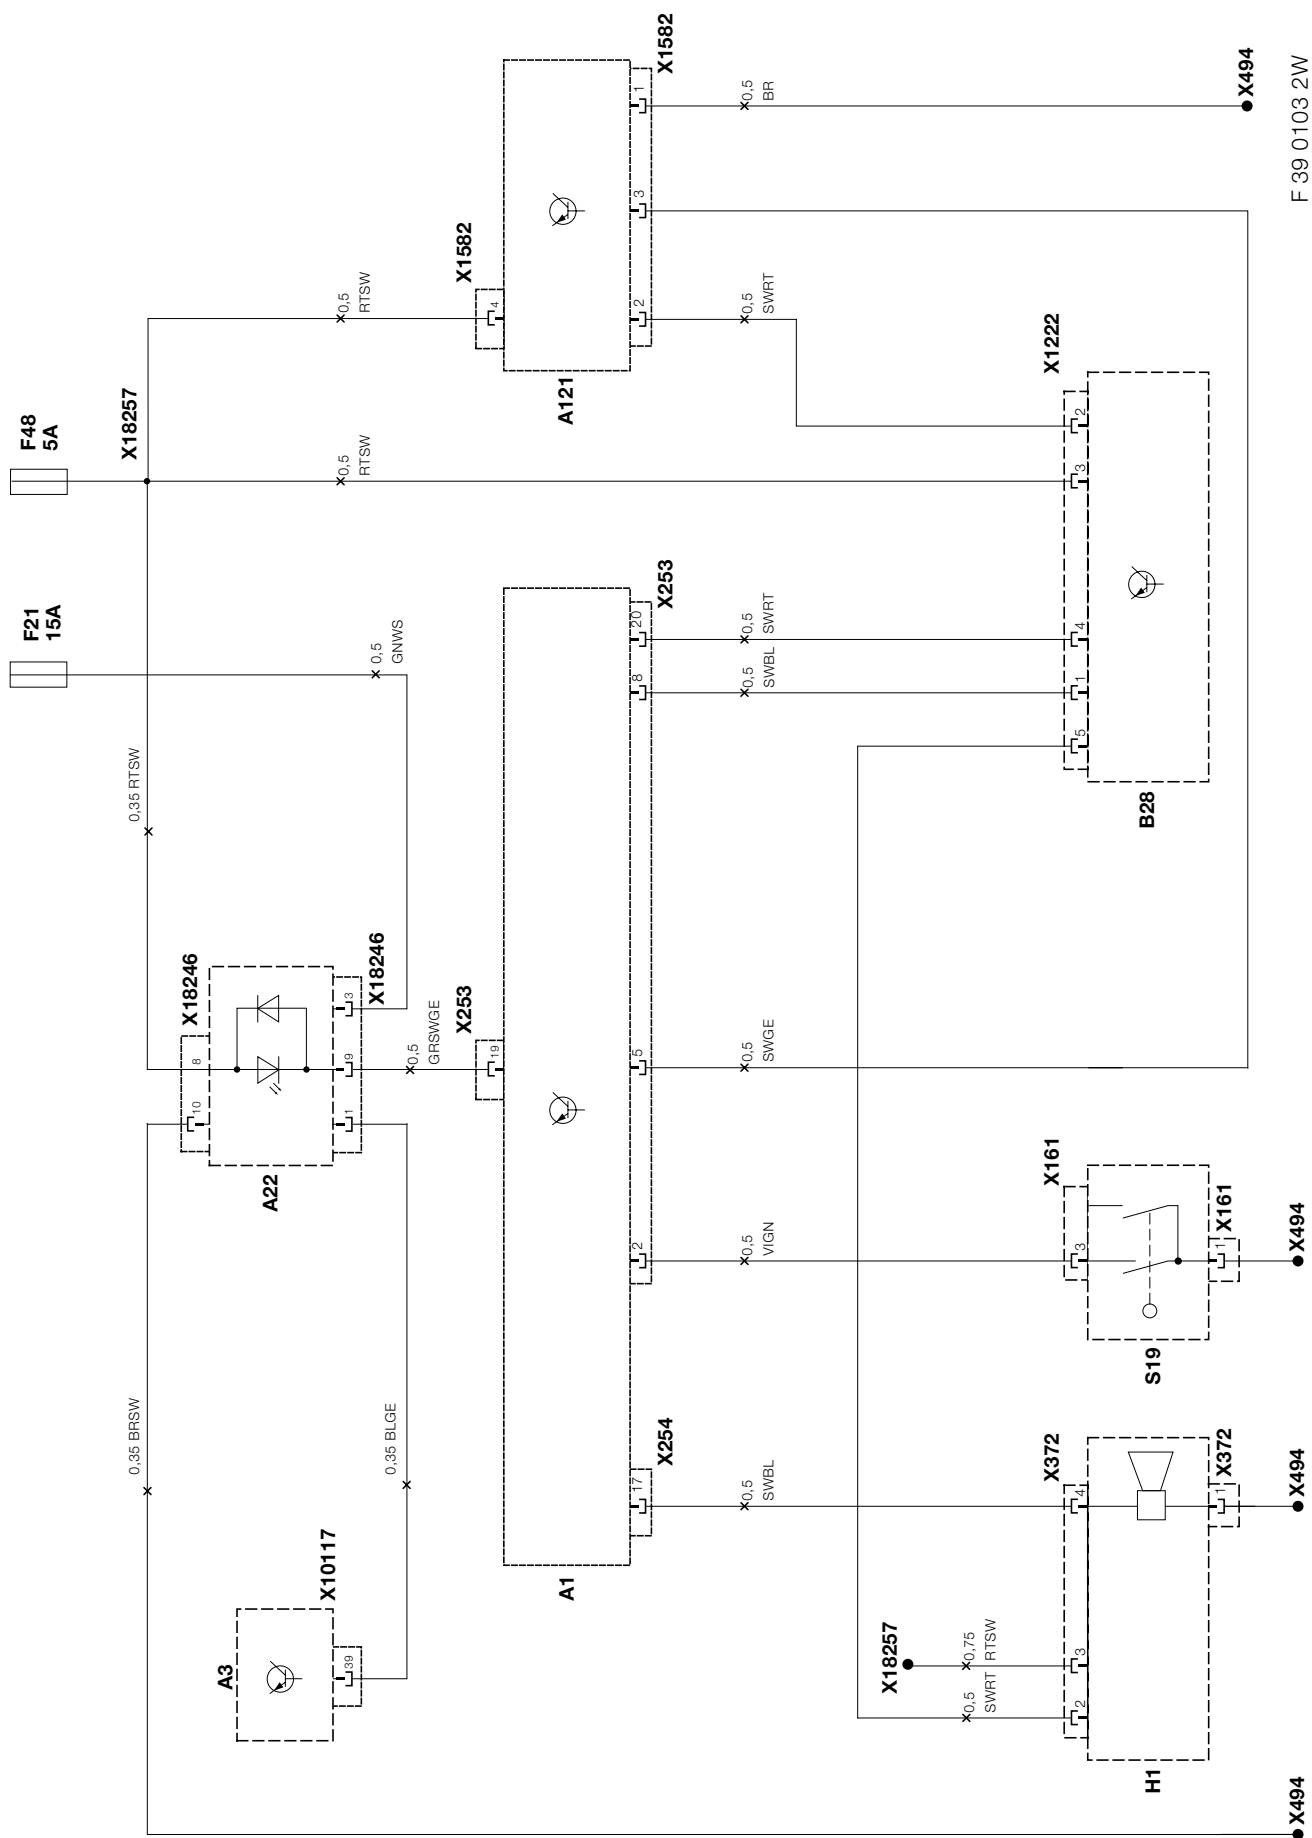 F21
15A
F48
5A
0,35 BRSW
0,35 RTSW
X18257
X18246
10
8
A3
A22
X10117
39
1
9
3
X18246
0,5
RTSW
0,5
RTSW
0,5
GNWS
0,35 BLGE
0,5
GRSWGE
X253
X1582
19
4
A1
A121
17
2
5
8
20
2
3
1
X254
X253
X1582
0,5
SWBL
0,5
VIGN
0,5
SWGE
0,5
SWBL
0,5
SWRT
0,5
SWRT
0,5
BR
X18257
0,5
SWRT
0,75
RTSW
X372
X161
X1222
2
3
4
3
5
1
4
3
2
H1
S19
B28
1
1
X372
X161
X494
X494
X494
X494
F 39 0103 2W